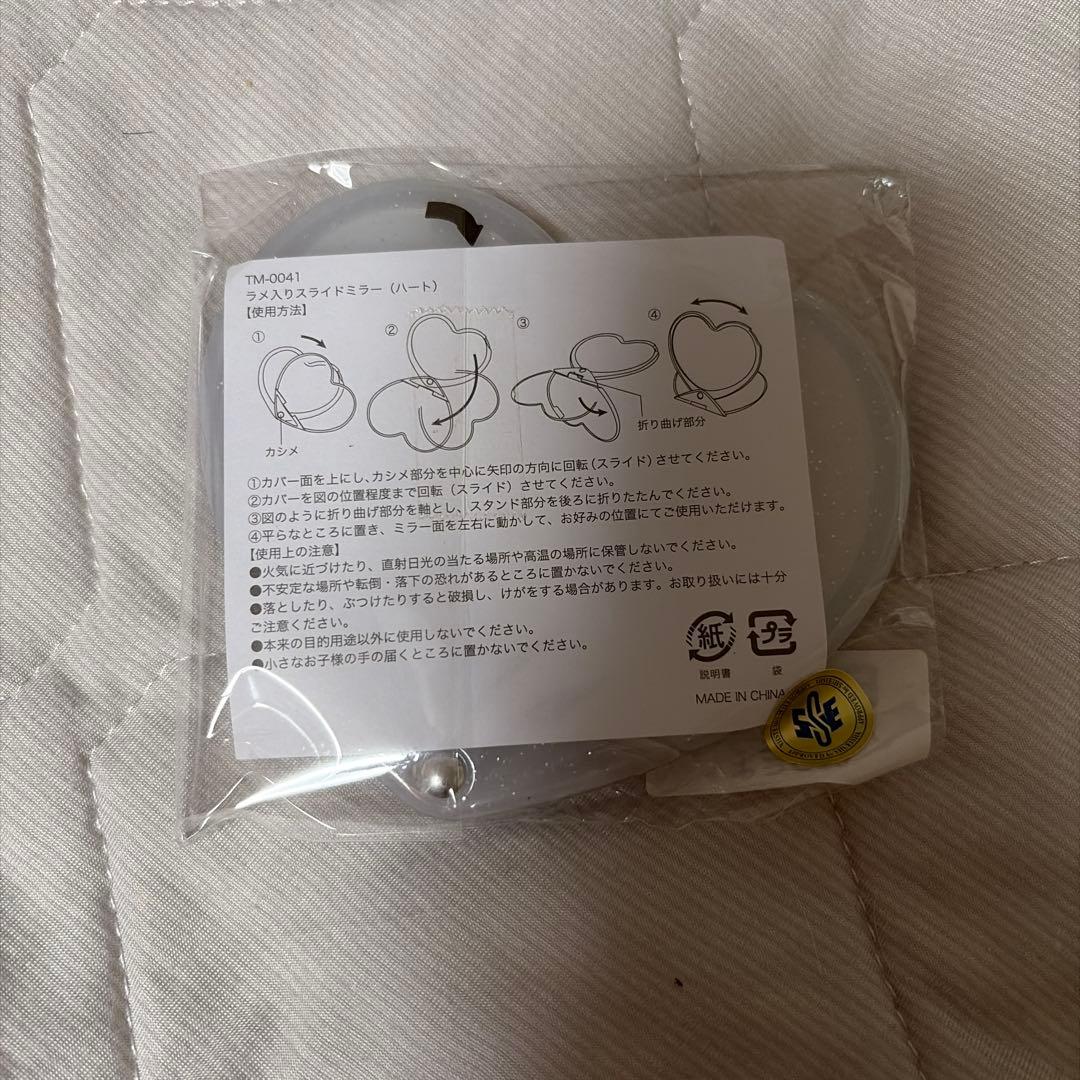 TM-0041
ラメ入りスライドミラー（ハート）
【使用方法】
① ② ③ ④
カシメ
折り曲げ部分
①カバー面を上にし、カシメ部分を中心に矢印の方向に回転（スライド）させてください。
②カバーを図の位置程度まで回転（スライド）させてください。
③図のように折り曲げ部分を軸とし、スタンド部分を後ろに折りたたんでください。
④平らなところに置き、ミラー面を左右に動かして、お好みの位置にてご使用いただけます。
【使用上の注意】
●火気に近づけたり、直射日光の当たる場所や高温の場所に保管しないでください。
●不安定な場所や転倒・落下の恐れがあるところに置かないでください。
●落としたり、ぶつけたりすると破損し、けがをする場合があります。お取り扱いには十分
ご注意ください。
●本来の目的用途以外に使用しないでください。
●小さなお子様の手の届くところに置かないでください。
紙 プラ
説明書 袋
MADE IN CHINA